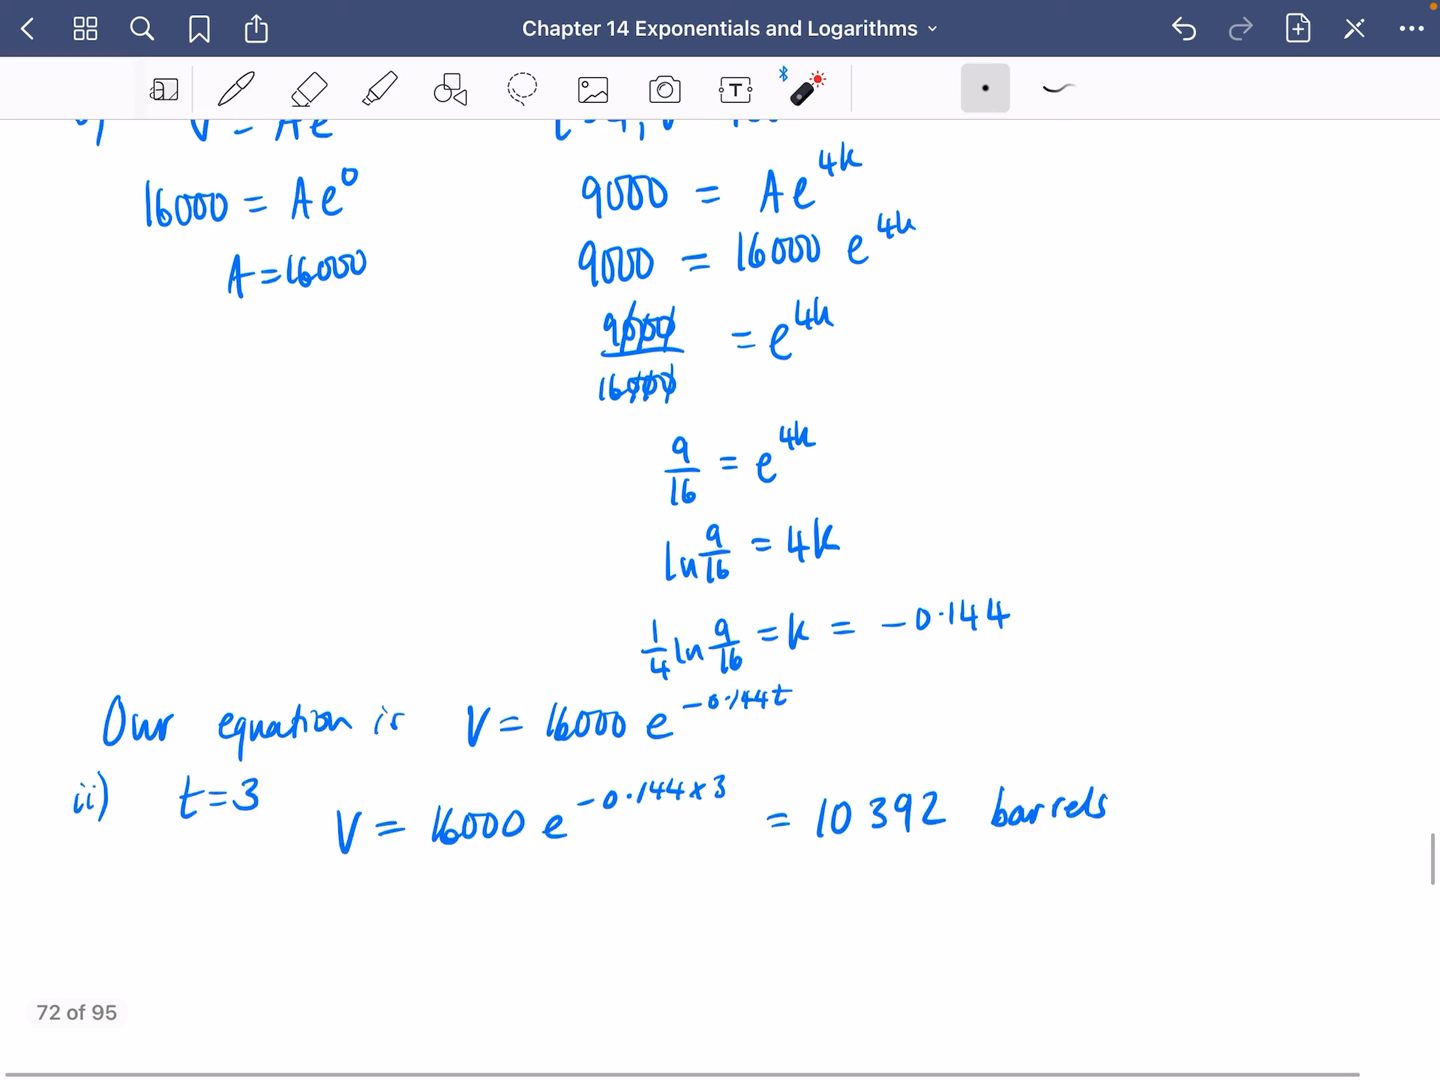 Chapter 14 Exponentials and Logarithms
V = Ae
16000 = Ae⁰
A = 16000
9000 = Ae^{4k}
9000 = 16000 e^{4k}
9000/16000 = e^{4k}
9/16 = e^{4k}
ln 9/16 = 4k
1/4 ln 9/16 = k = -0.144
Our equation is V = 16000 e^{-0.144t}
ii) t = 3
V = 16000 e^{-0.144×3} = 10 392 barrels
72 of 95